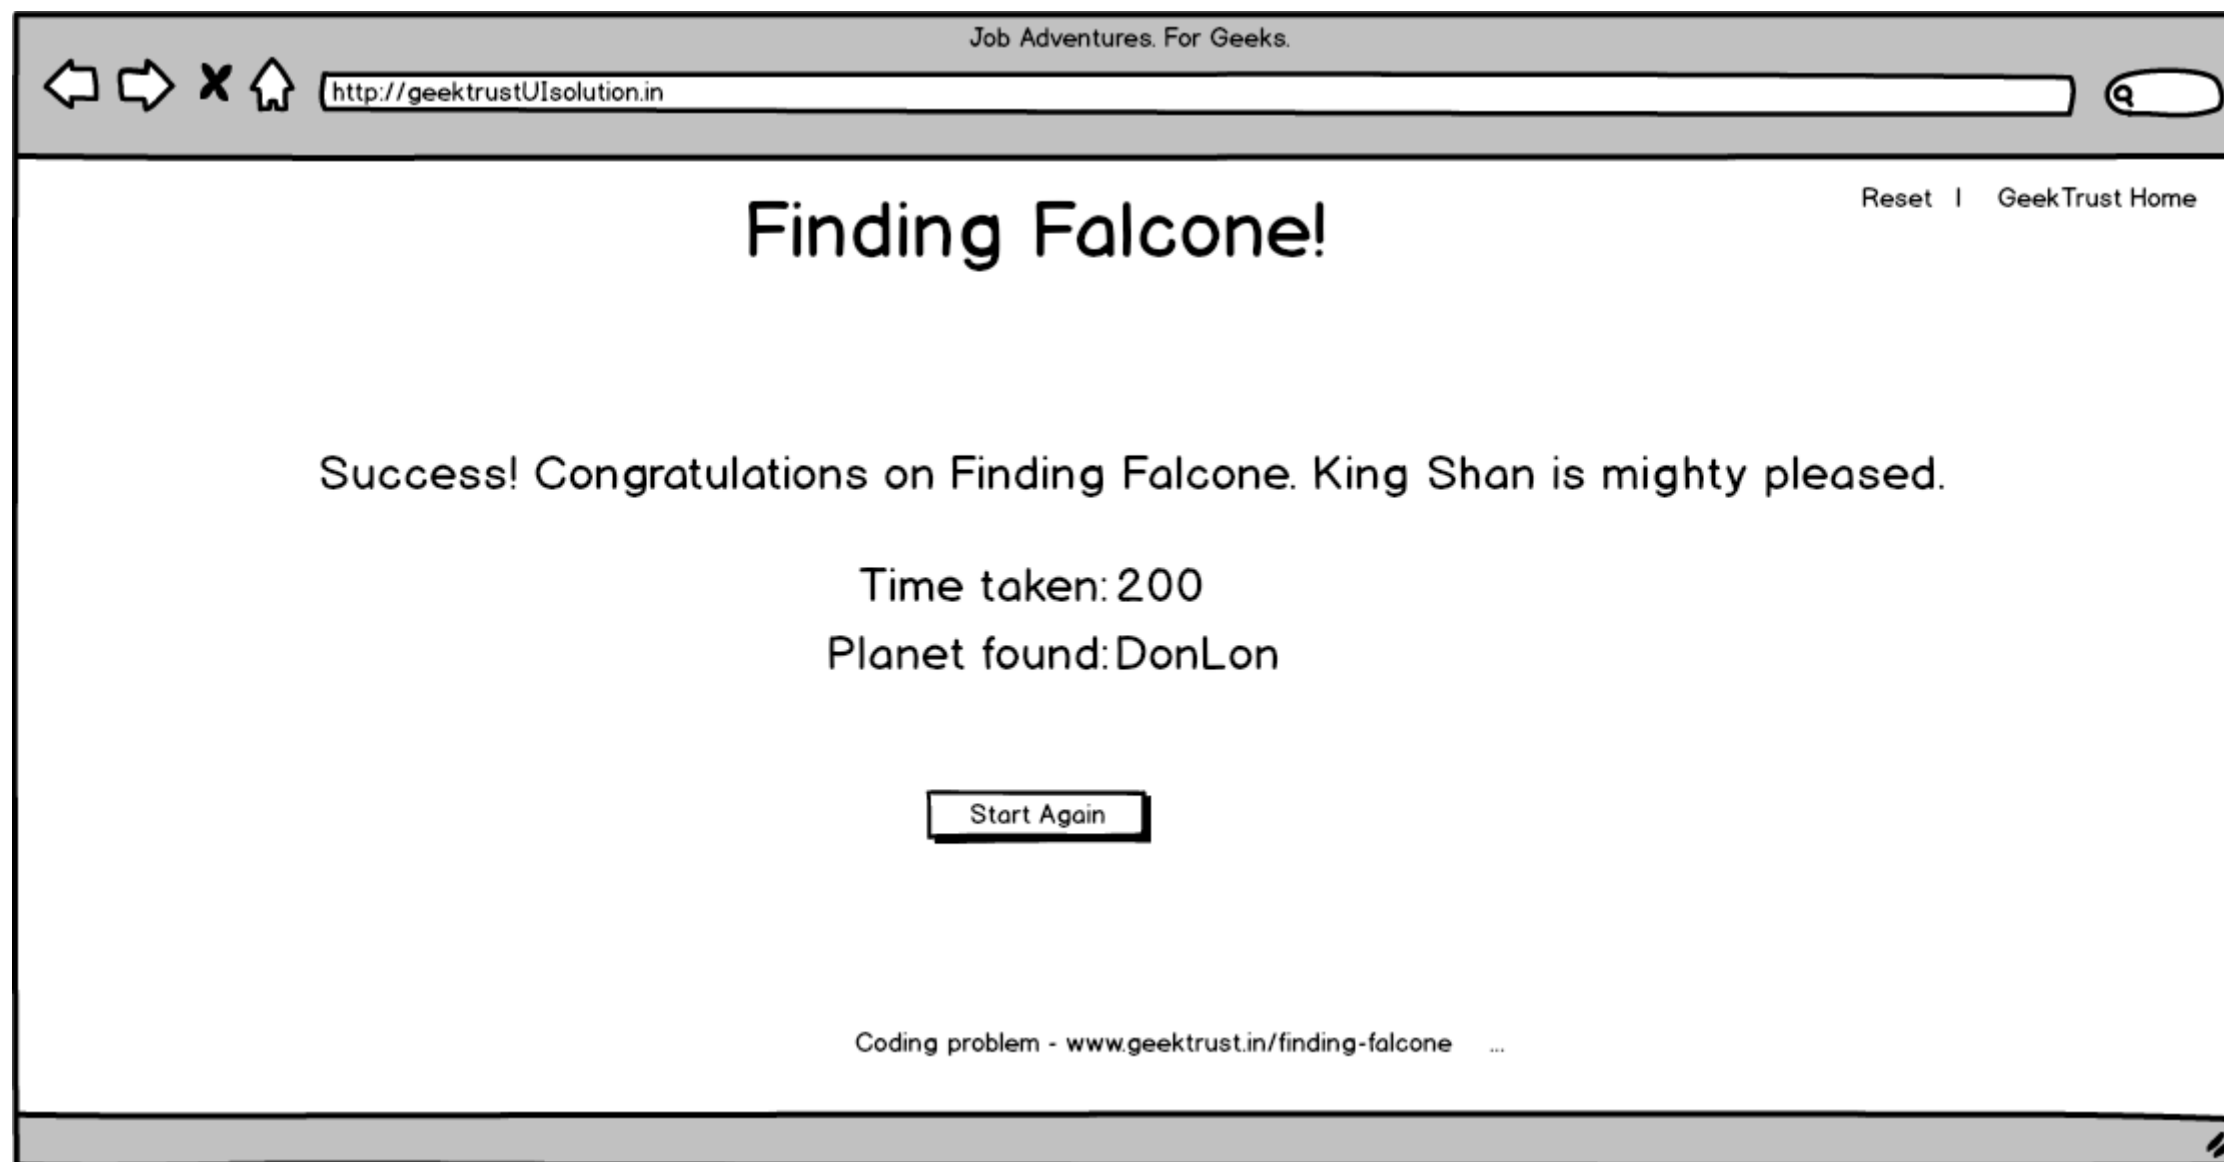 Job Adventures. For Geeks.
http://geektrustUIsolution.in
Reset | GeekTrust Home
Finding Falcone!
Success! Congratulations on Finding Falcone. King Shan is mighty pleased.
Time taken: 200
Planet found: DonLon
Start Again
Coding problem - www.geektrust.in/finding-falcone ...